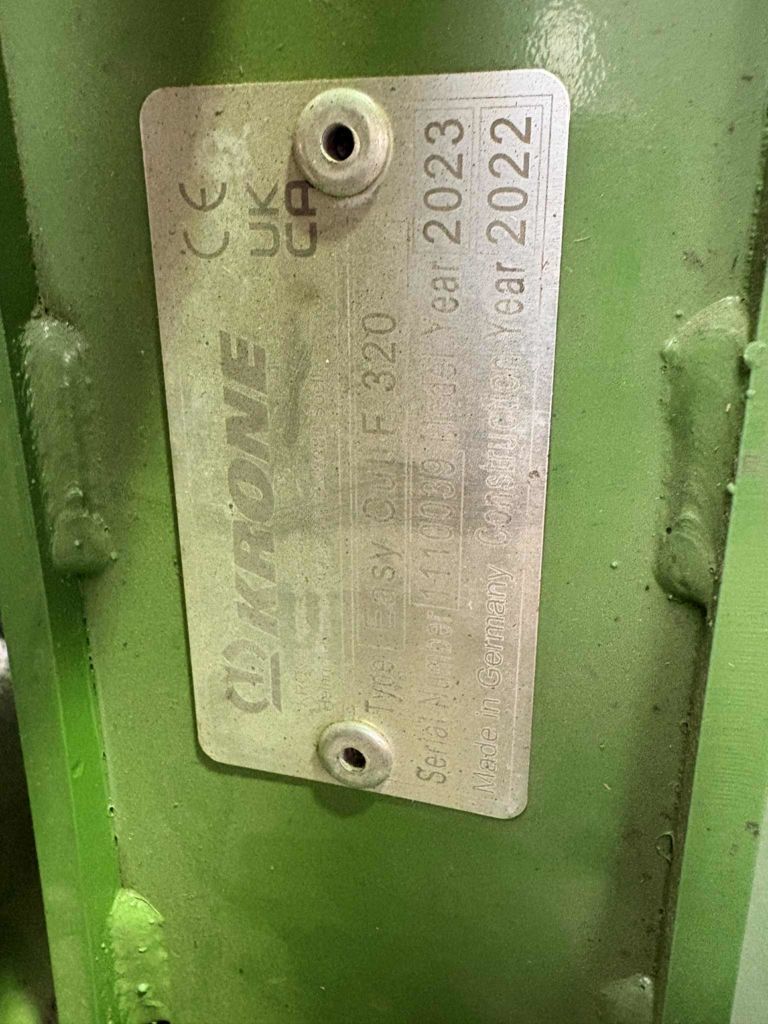 KRONE
CE
UK
CA
Type Easy Cut F 320
Serial Number 1110039 Model Year 2023
Made in Germany Construction Year 2022